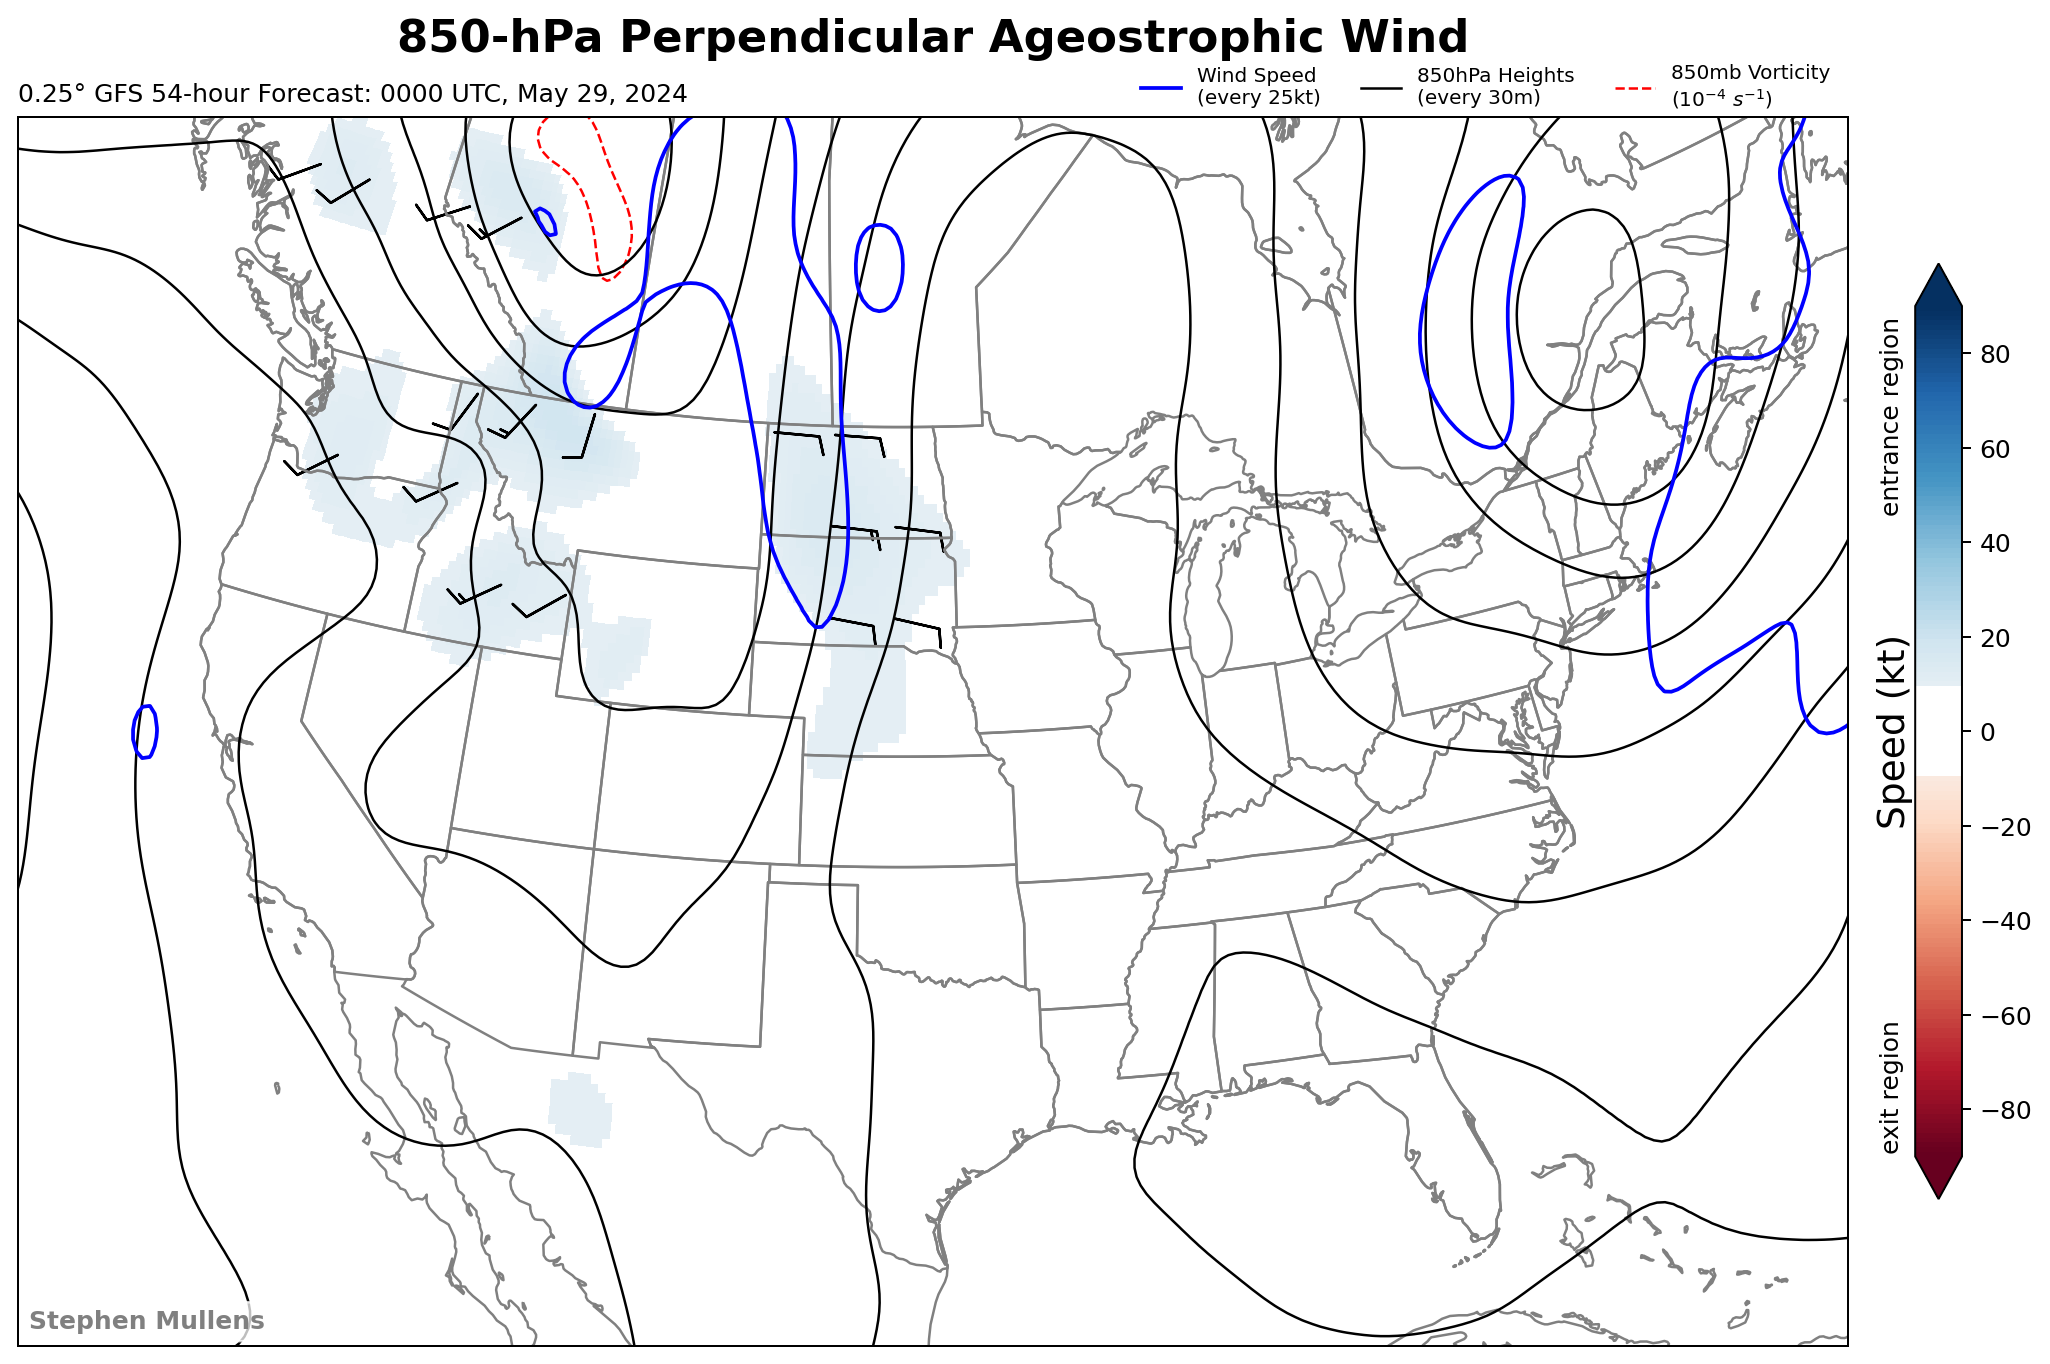 850-hPa Perpendicular Ageostrophic Wind
0.25° GFS 54-hour Forecast: 0000 UTC, May 29, 2024
Wind Speed
(every 25kt)
850hPa Heights
(every 30m)
850mb Vorticity
(10⁻⁴ s⁻¹)
entrance region
Speed (kt)
exit region
80
60
40
20
0
−20
−40
−60
−80
Stephen Mullens